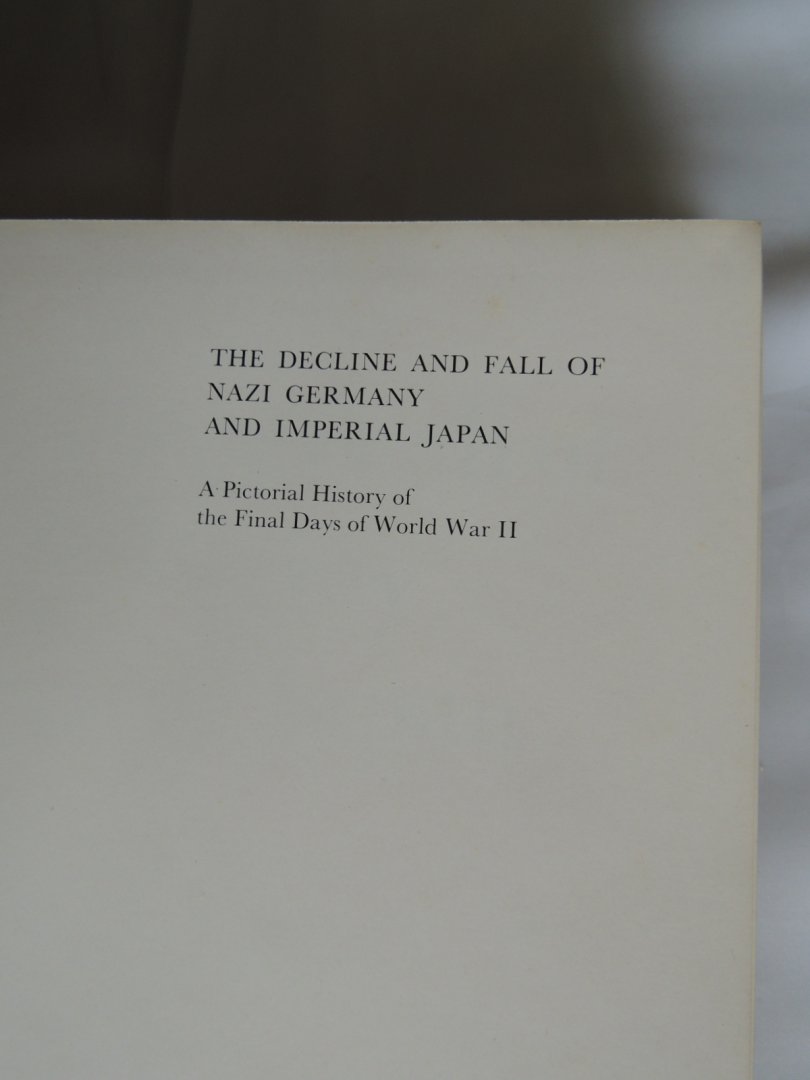 THE DECLINE AND FALL OF
NAZI GERMANY
AND IMPERIAL JAPAN
A Pictorial History of
the Final Days of World War II